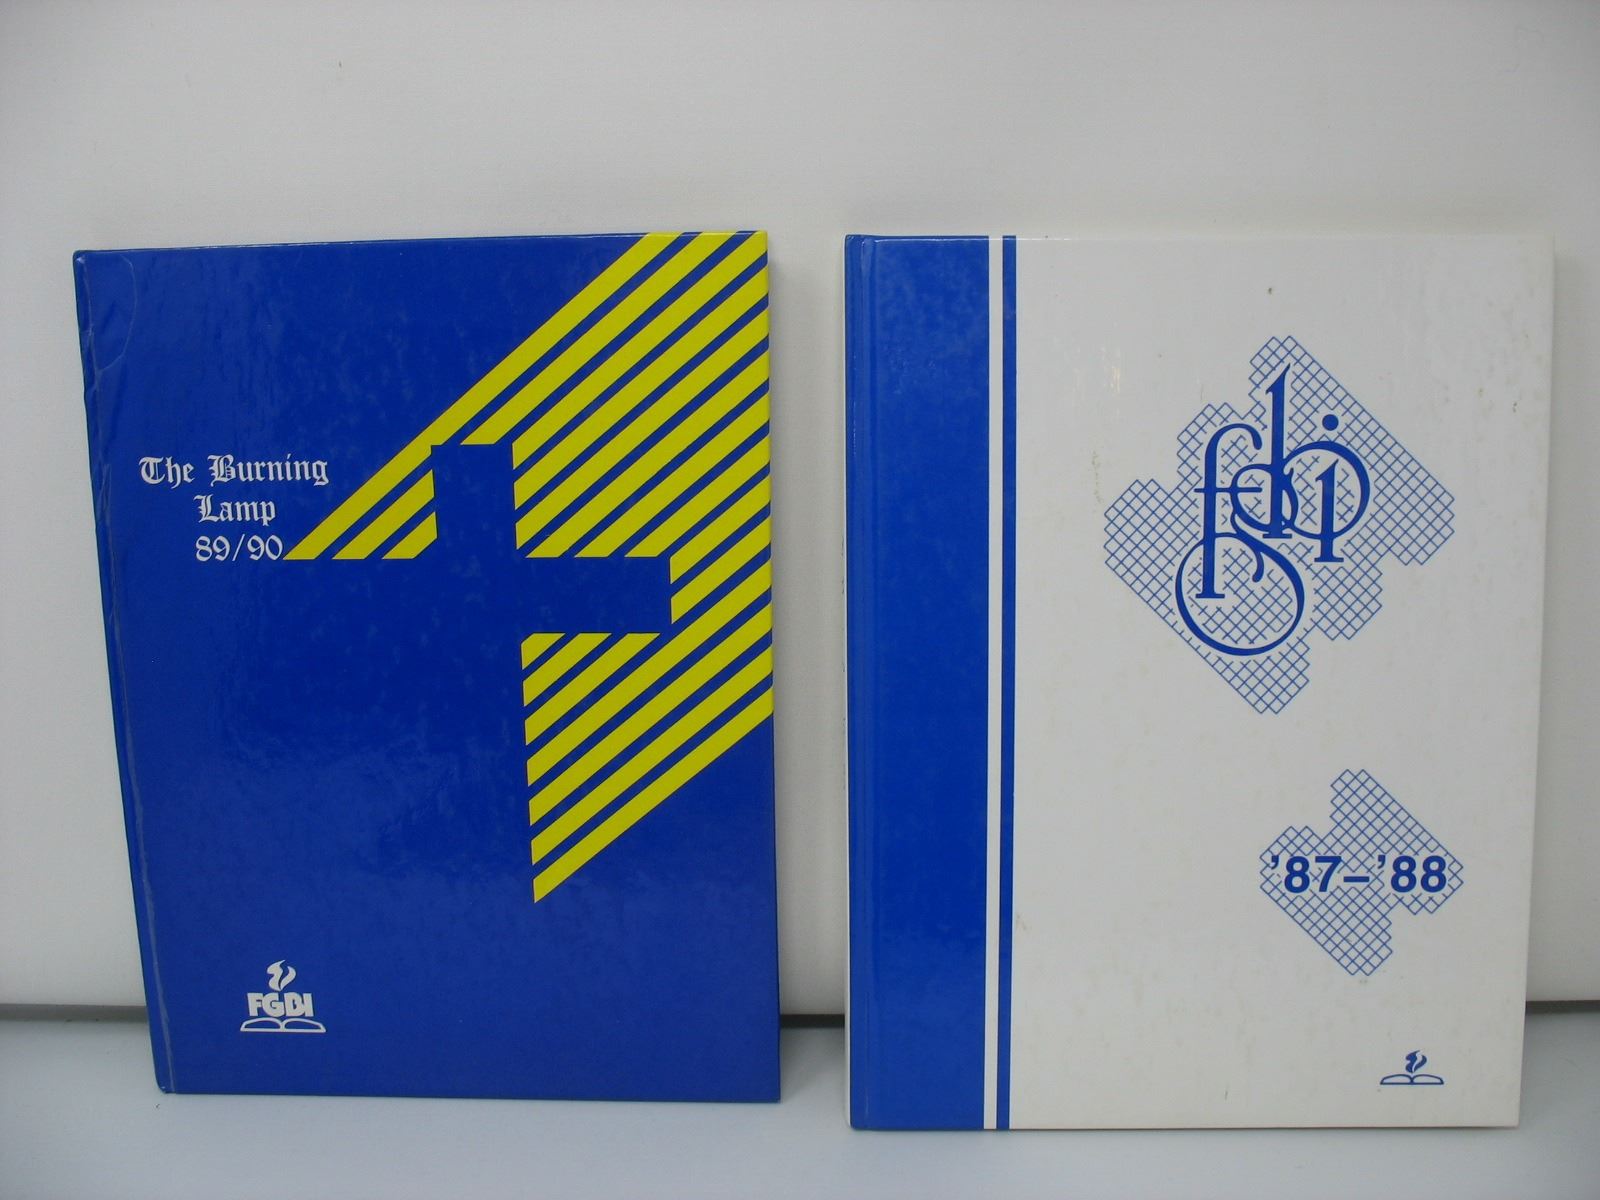 The Burning
Lamp
89/90
FGBI
fgbi
'87-'88